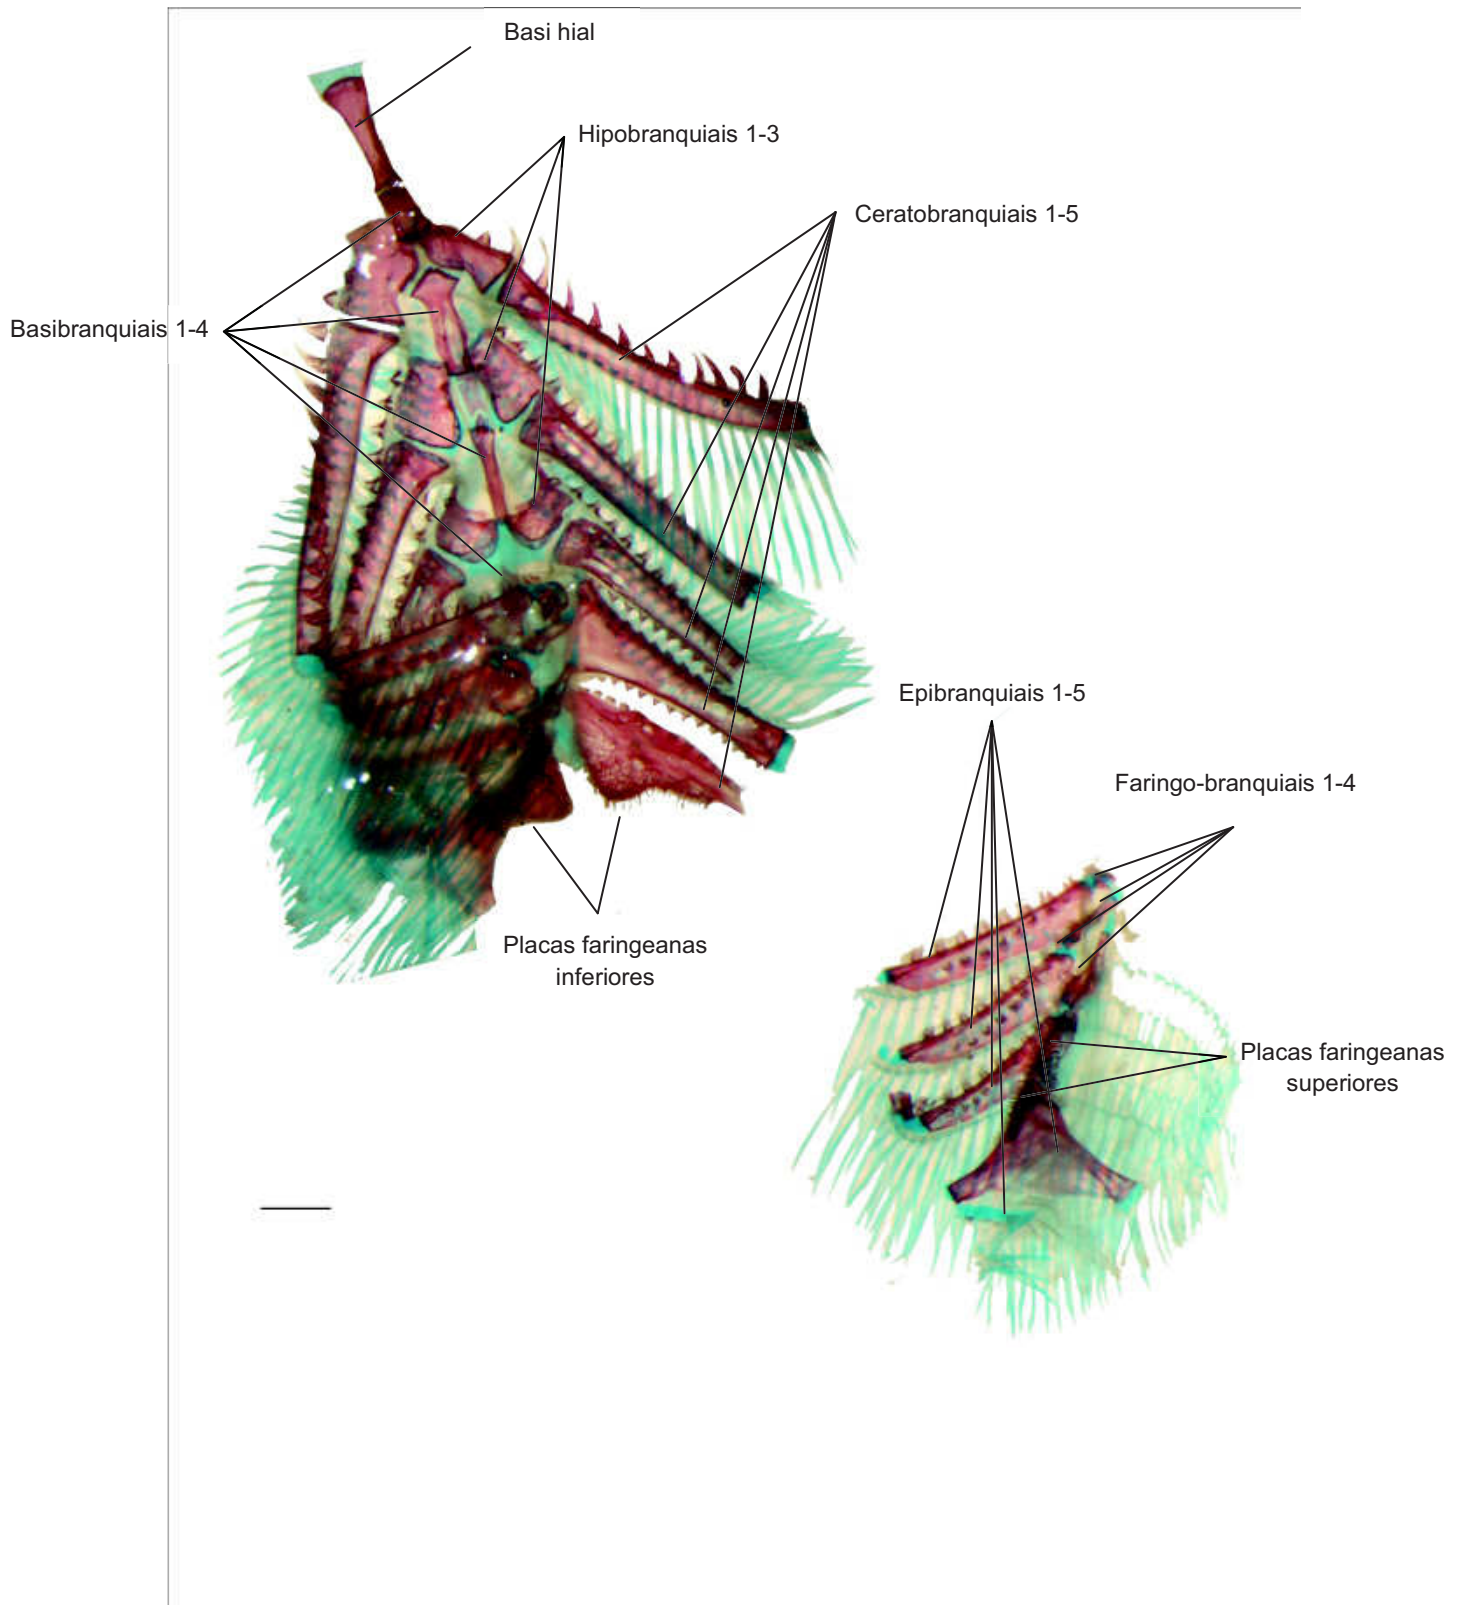 Basi hial
Hipobranquiais 1-3
Ceratobranquiais 1-5
Basibranquiais 1-4
Epibranquiais 1-5
Faringo-branquiais 1-4
Placas faringeanas
inferiores
Placas faringeanas
superiores